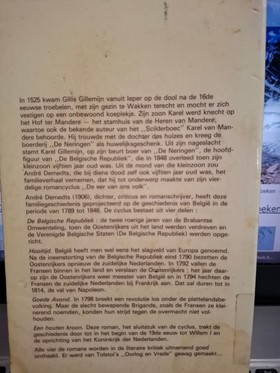 In 1525 kwam Gillis Gillemijn vanuit Ieper op de dool na de 16de
eeuwse troebelen, met zijn gezin te Wakken terecht en mocht er zich
vestigen op een onbewoond koeplekje. Zijn zoon Karel werd knecht op
het Hof ter Mandere — het stamhuis van de Heren van Mandere,
waartoe ook de bekende auteur van het "Schilderboec" Karel van Man-
dere behoorde. Hij trouwde met de dochter des huizes en kreeg de
boerderij „De Neringen" als huwelijksgeschenk. Uit zijn nageslacht
stamt Karel Gillemijn, op zijn beurt boer van „De Neringen", de hoofd-
figuur van „De Belgische Republiek", die in 1848 overleed toen zijn
kleinzoon vijftien jaar oud was. Uit de mond van die kleinzoon zou
André Demedts, die bij diens dood zelf ook vijftien jaar oud was, het
familieverhaal vernemen, dat hij tot onderwerp maakte van zijn vier-
delige romancyclus „De eer van ons volk".
André Demedts (1906), dichter, criticus en romanschrijver, heeft deze
familiegeschiedenis geprojecteerd op de geschiedenis van België in de
periode van 1789 tot 1848. De cyclus bestaat uit vier delen :
De Belgische Republiek : de twee roerige jaren van de Brabantse
Omwenteling, toen de Oostenrijkers uit het land werden verdreven en
de Verenigde Belgische Staten (De Belgische Republiek) werden opge-
richt.
Hooitijd. België heeft men wel eens het slagveld van Europa genoemd.
Na de ineenstorting van de Belgische Republiek eind 1790 bezetten de
Oostenrijkers opnieuw de zuidelijke Nederlanden. In 1792 vallen de
Fransen binnen in het land en verslaan de Oostenrijkers ; het jaar daar-
op zijn de Oostenrijkers weer meester van België en in 1794 hechten de
Fransen de zuidelijke Nederlanden bij Frankrijk aan. Dat zal duren tot in
1814, de val van Napoleon.
Goede Avond. In 1798 breekt een revolutie los onder de plattelandsbe-
volking. Maar de slecht bewapende Brigands, zoals de Fransen ze klei-
nerend noemden, konden hun strijd tegen de overmacht niet vol-
houden.
Een houten kroon. Deze roman, het sluitstuk van de cyclus, trekt de
geschiedenis door tot in het begin van de 19de eeuw tot Willem I en
de oprichting van het Koninkrijk der Nederlanden.
Alle vier de romans worden in de literaire kritiek uitmuntend goed
onthaald. Er werd van Tolstoi's „Oorlog en Vrede" gewag gemaakt...